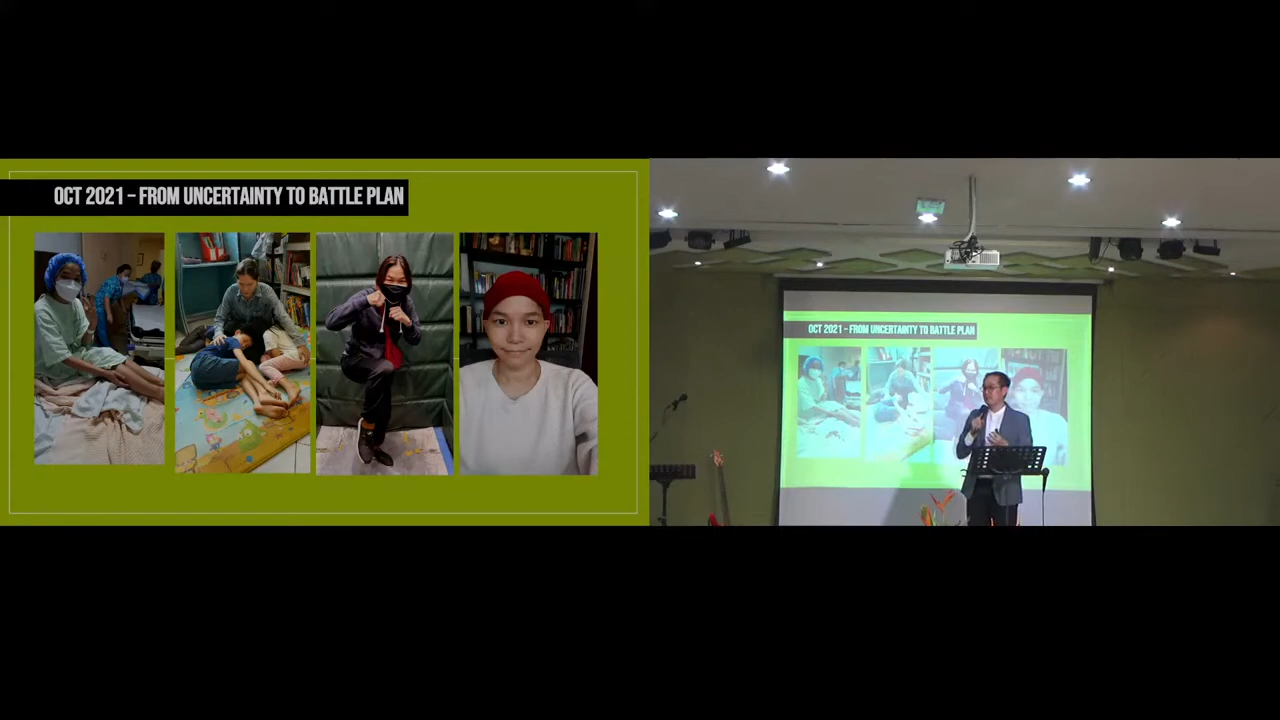 OCT 2021 – FROM UNCERTAINTY TO BATTLE PLAN
OCT 2021 – FROM UNCERTAINTY TO BATTLE PLAN